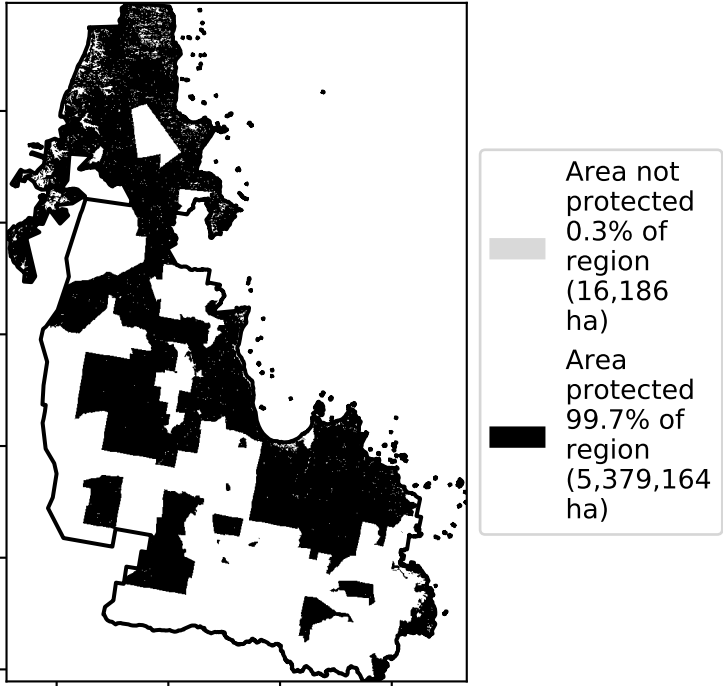 Area not
protected
0.3% of
region
(16,186
ha)
Area
protected
99.7% of
region
(5,379,164
ha)